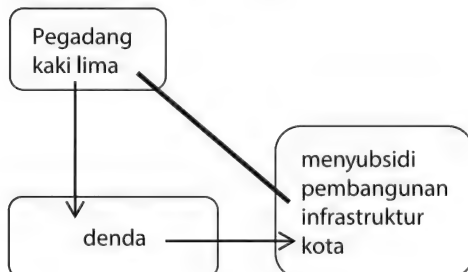 Pegadang
kaki lima
denda
menyubsidi
pembangunan
infrastruktur
kota